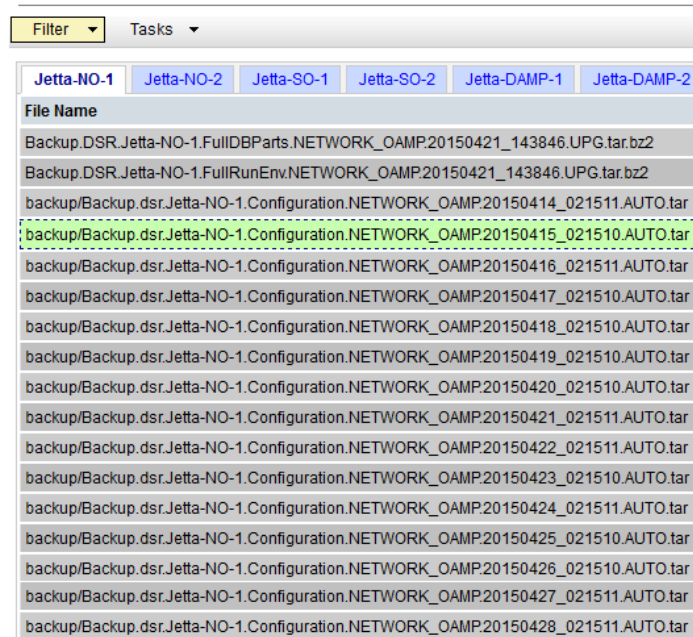 Filter Tasks
Jetta-NO-1 Jetta-NO-2 Jetta-SO-1 Jetta-SO-2 Jetta-DAMP-1 Jetta-DAMP-2
File Name
Backup.DSR.Jetta-NO-1.FullDBParts.NETWORK_OAMP.20150421_143846.UPG.tar.bz2
Backup.DSR.Jetta-NO-1.FullRunEnv.NETWORK_OAMP.20150421_143846.UPG.tar.bz2
backup/Backup.dsr.Jetta-NO-1.Configuration.NETWORK_OAMP.20150414_021511.AUTO.tar
backup/Backup.dsr.Jetta-NO-1.Configuration.NETWORK_OAMP.20150415_021510.AUTO.tar
backup/Backup.dsr.Jetta-NO-1.Configuration.NETWORK_OAMP.20150416_021511.AUTO.tar
backup/Backup.dsr.Jetta-NO-1.Configuration.NETWORK_OAMP.20150417_021510.AUTO.tar
backup/Backup.dsr.Jetta-NO-1.Configuration.NETWORK_OAMP.20150418_021510.AUTO.tar
backup/Backup.dsr.Jetta-NO-1.Configuration.NETWORK_OAMP.20150419_021510.AUTO.tar
backup/Backup.dsr.Jetta-NO-1.Configuration.NETWORK_OAMP.20150420_021510.AUTO.tar
backup/Backup.dsr.Jetta-NO-1.Configuration.NETWORK_OAMP.20150421_021511.AUTO.tar
backup/Backup.dsr.Jetta-NO-1.Configuration.NETWORK_OAMP.20150422_021511.AUTO.tar
backup/Backup.dsr.Jetta-NO-1.Configuration.NETWORK_OAMP.20150423_021510.AUTO.tar
backup/Backup.dsr.Jetta-NO-1.Configuration.NETWORK_OAMP.20150424_021511.AUTO.tar
backup/Backup.dsr.Jetta-NO-1.Configuration.NETWORK_OAMP.20150425_021510.AUTO.tar
backup/Backup.dsr.Jetta-NO-1.Configuration.NETWORK_OAMP.20150426_021510.AUTO.tar
backup/Backup.dsr.Jetta-NO-1.Configuration.NETWORK_OAMP.20150427_021511.AUTO.tar
backup/Backup.dsr.Jetta-NO-1.Configuration.NETWORK_OAMP.20150428_021511.AUTO.tar